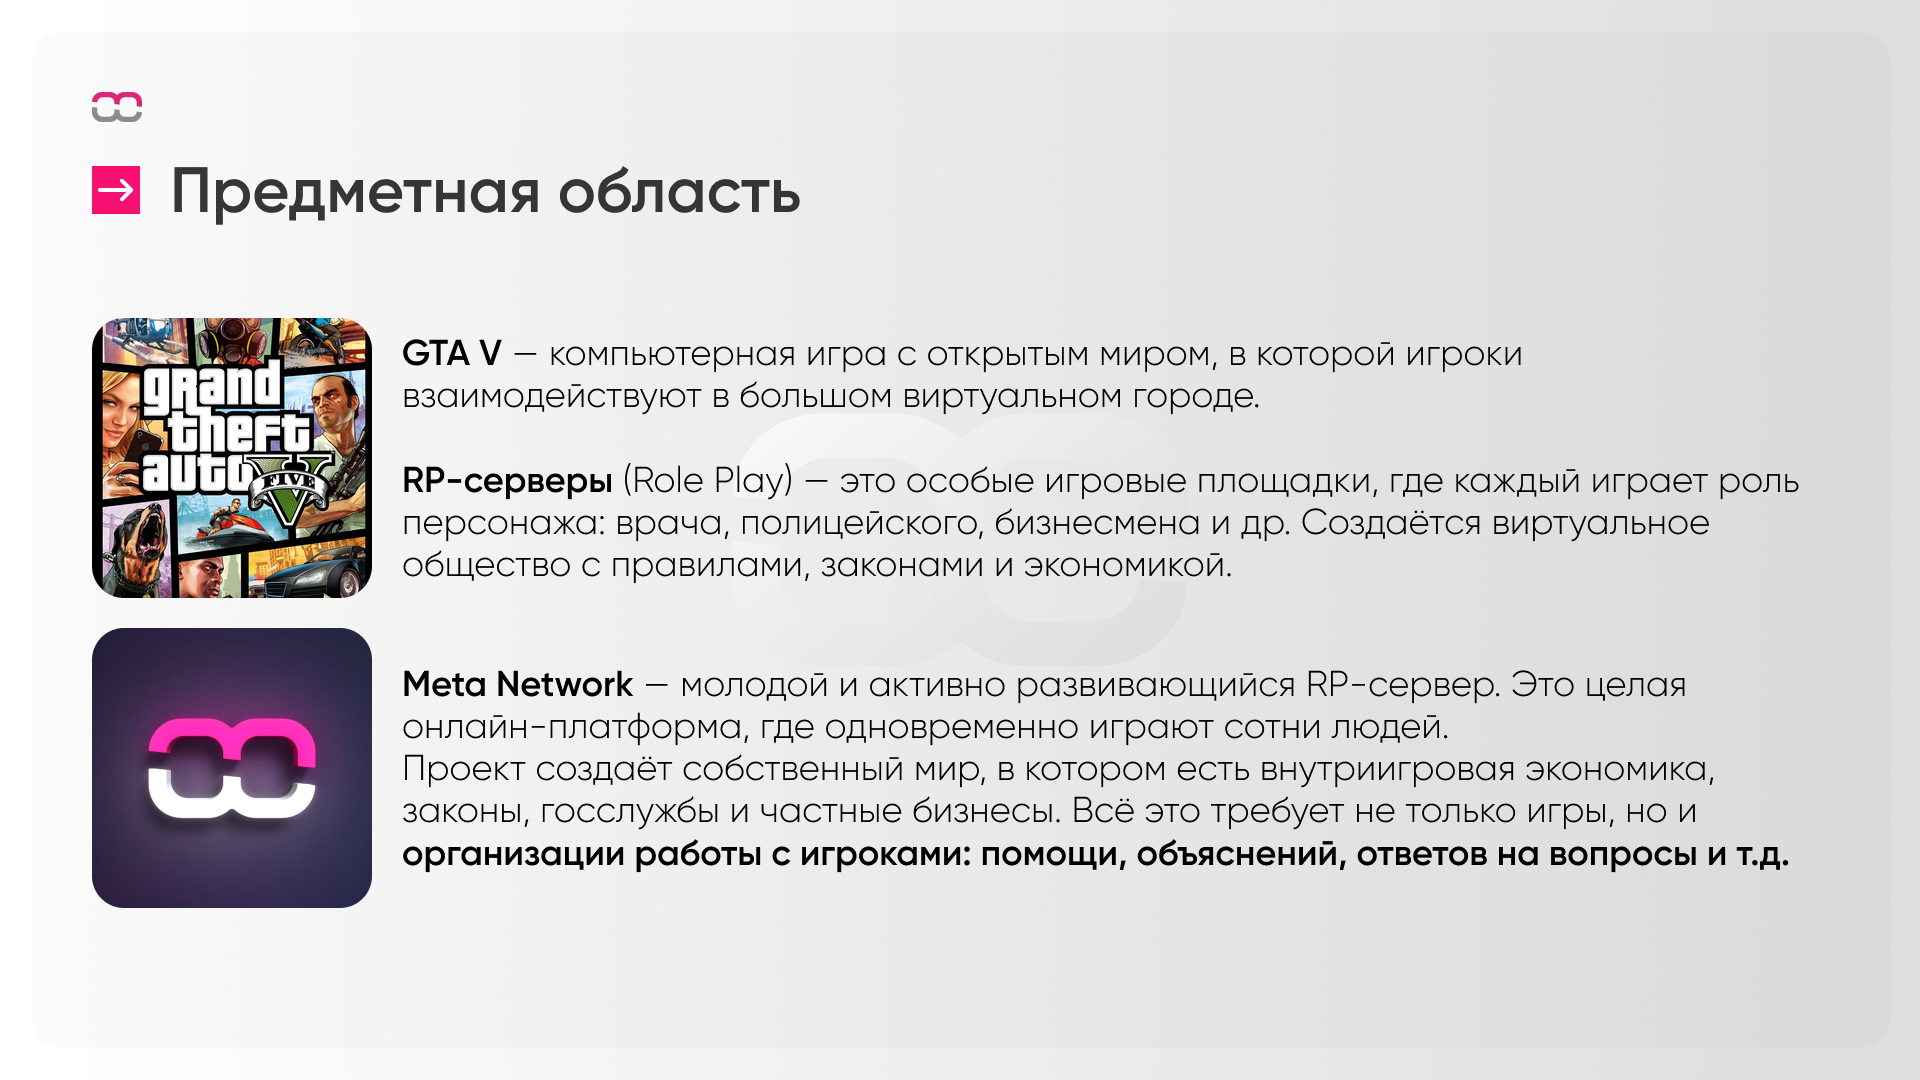 Предметная область
grand
theft
auto V
FIVE
GTA V — компьютерная игра с открытым миром, в которой игроки
взаимодействуют в большом виртуальном городе.
RP-серверы (Role Play) — это особые игровые площадки, где каждый играет роль
персонажа: врача, полицейского, бизнесмена и др. Создаётся виртуальное
общество с правилами, законами и экономикой.
Meta Network — молодой и активно развивающийся RP-сервер. Это целая
онлайн-платформа, где одновременно играют сотни людей.
Проект создаёт собственный мир, в котором есть внутриигровая экономика,
законы, госслужбы и частные бизнесы. Всё это требует не только игры, но и
организации работы с игроками: помощи, объяснений, ответов на вопросы и т.д.